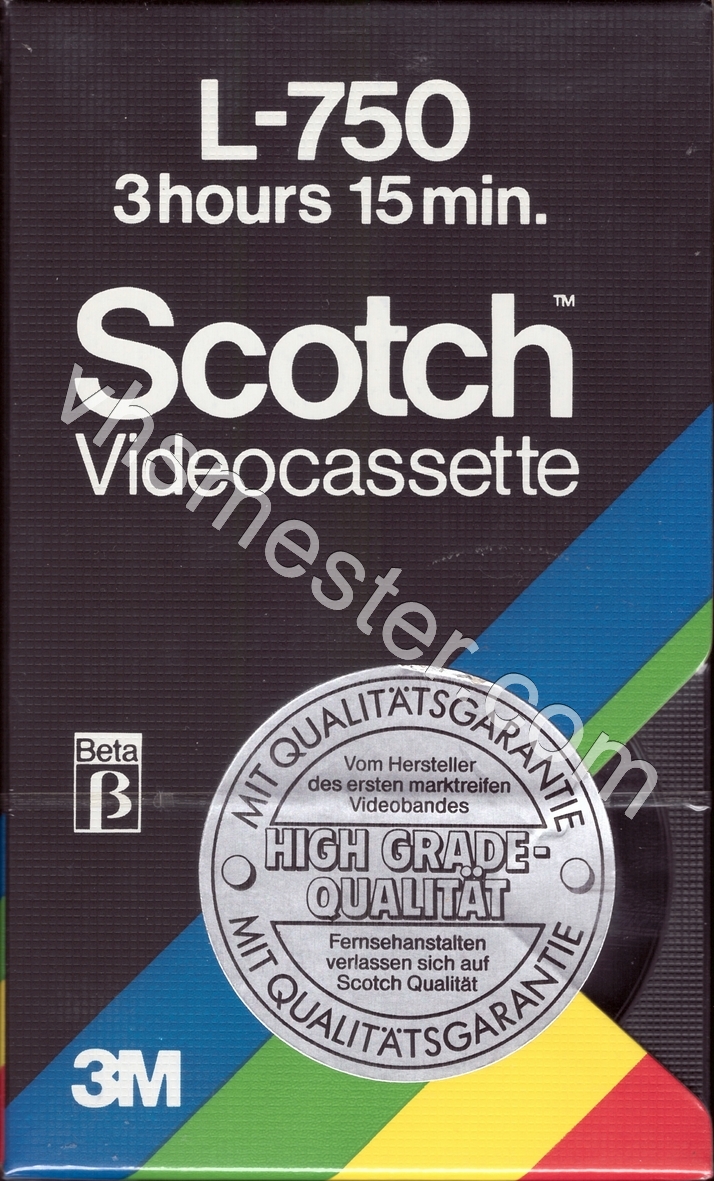 L-750
3 hours 15 min.
Scotch™
Videocassette
vhsmester.com
Beta
β
MIT QUALITÄTSGARANTIE
Vom Hersteller
des ersten marktreifen
Videobandes
HIGH GRADE-
QUALITÄT
Fernsehanstalten
verlassen sich auf
Scotch Qualität
MIT QUALITÄTSGARANTIE
3M